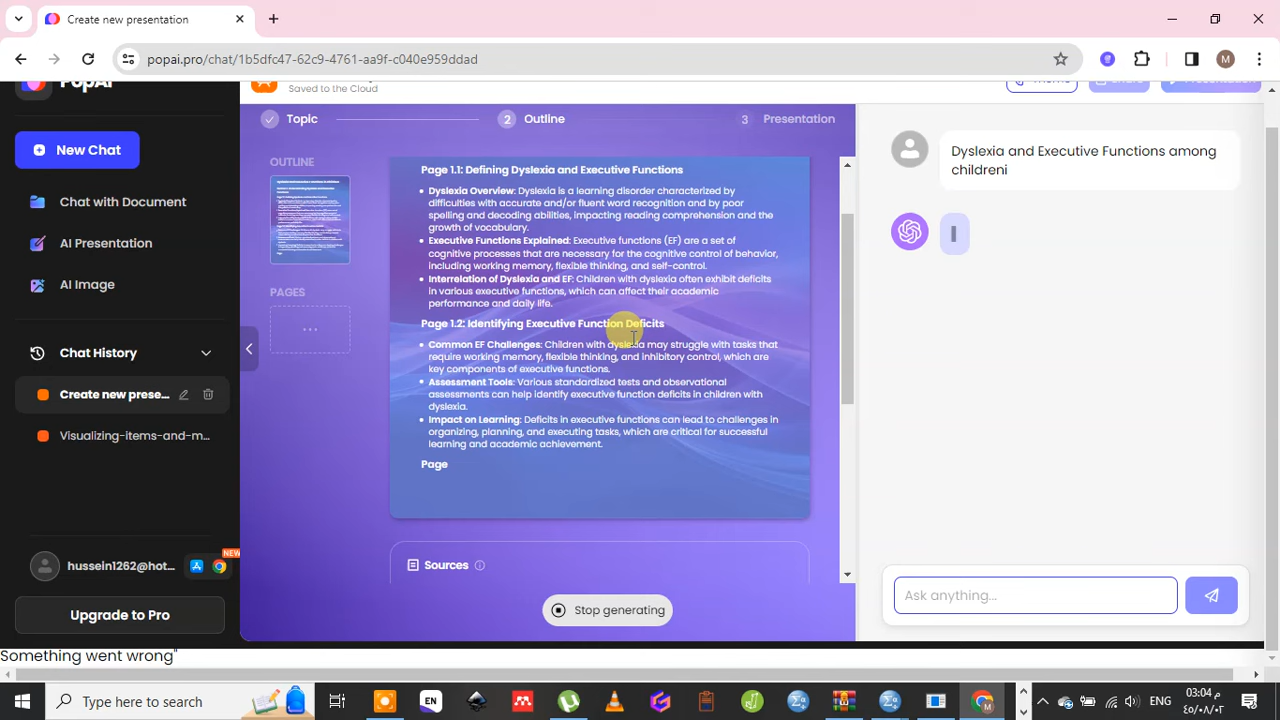 Create new presentation
popai.pro/chat/1b5dfc47-62c9-4761-aa9f-c040e959ddad
M
PopAi
New Chat
Chat with Document
AI Presentation
AI Image
Chat History
Create new prese...
Visualizing-items-and-m...
hussein1262@hot...
NEW
Upgrade to Pro
Something went wrong"
Saved to the Cloud
Topic
2
Outline
3
Presentation
OUTLINE
PAGES
Page 1.1: Defining Dyslexia and Executive Functions
• Dyslexia Overview: Dyslexia is a learning disorder characterized by
difficulties with accurate and/or fluent word recognition and by poor
spelling and decoding abilities, impacting reading comprehension and the
growth of vocabulary.
• Executive Functions Explained: Executive functions (EF) are a set of
cognitive processes that are necessary for the cognitive control of behavior,
including working memory, flexible thinking, and self-control.
• Interrelation of Dyslexia and EF: Children with dyslexia often exhibit deficits
in various executive functions, which can affect their academic
performance and daily life.
Page 1.2: Identifying Executive Function Deficits
• Common EF Challenges: Children with dyslexia may struggle with tasks that
require working memory, flexible thinking, and inhibitory control, which are
key components of executive functions.
• Assessment Tools: Various standardized tests and observational
assessments can help identify executive function deficits in children with
dyslexia.
• Impact on Learning: Deficits in executive functions can lead to challenges in
organizing, planning, and executing tasks, which are critical for successful
learning and academic achievement.
Page
Sources
Stop generating
Dyslexia and Executive Functions among
childreni
Ask anything...
Type here to search
EN
ENG
03:04 م